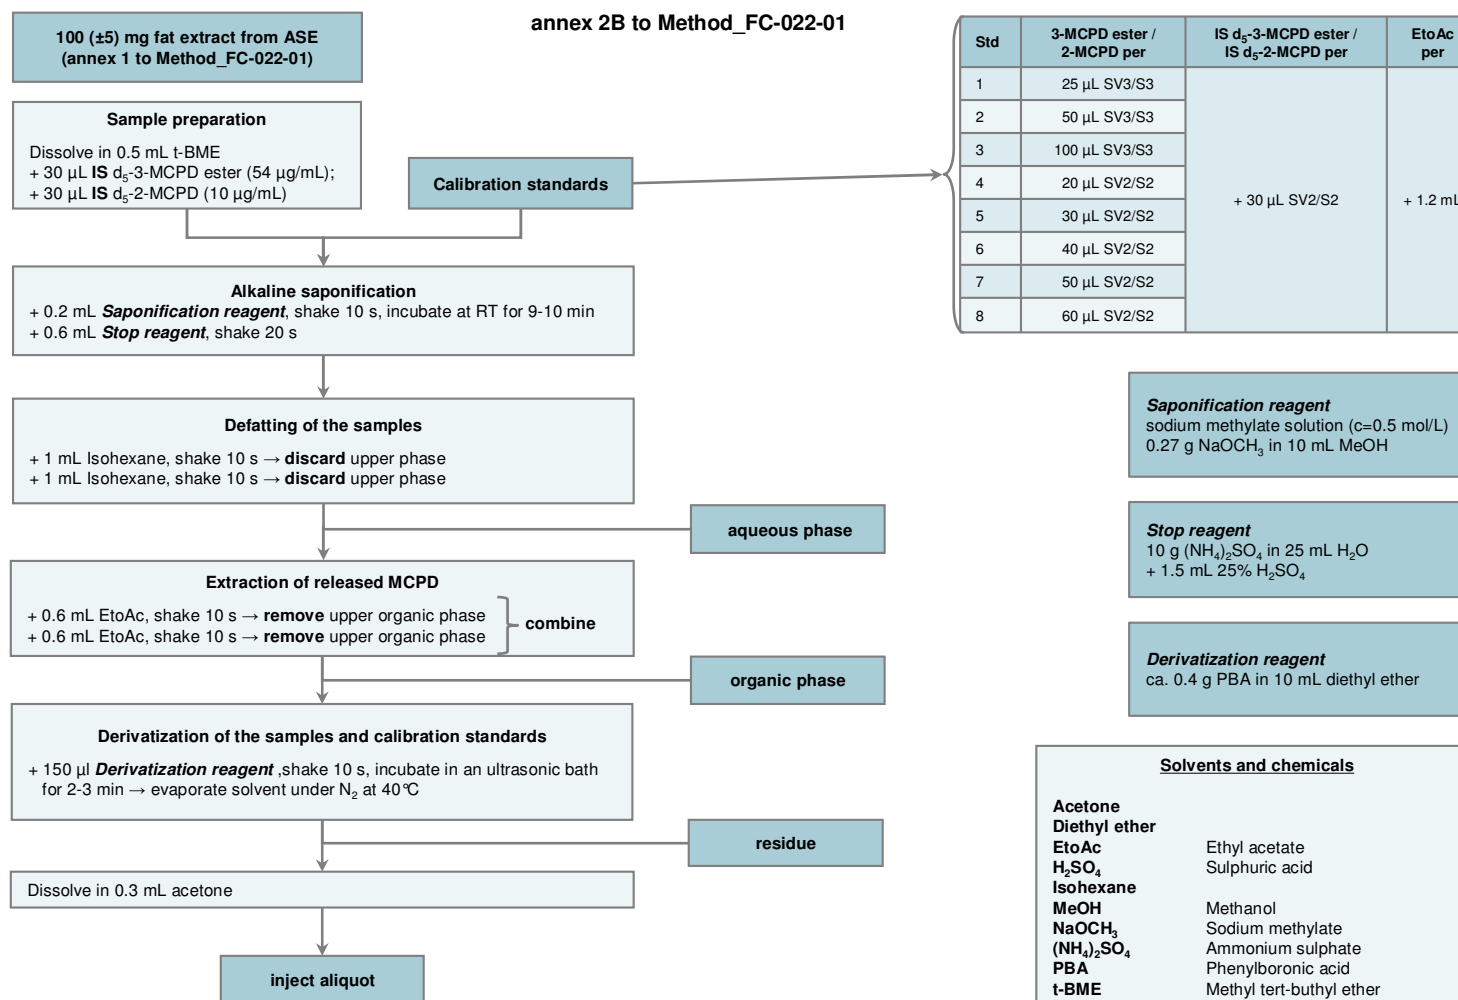 annex 2B to Method_FC-022-01
100 (±5) mg fat extract from ASE
(annex 1 to Method_FC-022-01)
Sample preparation
Dissolve in 0.5 mL t-BME
+ 30 µL IS d₅-3-MCPD ester (54 µg/mL);
+ 30 µL IS d₅-2-MCPD (10 µg/mL)
Calibration standards
Std 3-MCPD ester / 2-MCPD per IS d₅-3-MCPD ester / IS d₅-2-MCPD per EtoAc per
1 25 µL SV3/S3
2 50 µL SV3/S3
3 100 µL SV3/S3
4 20 µL SV2/S2
+ 30 µL SV2/S2 + 1.2 mL
5 30 µL SV2/S2
6 40 µL SV2/S2
7 50 µL SV2/S2
8 60 µL SV2/S2
Alkaline saponification
+ 0.2 mL Saponification reagent, shake 10 s, incubate at RT for 9-10 min
+ 0.6 mL Stop reagent, shake 20 s
Defatting of the samples
+ 1 mL Isohexane, shake 10 s → discard upper phase
+ 1 mL Isohexane, shake 10 s → discard upper phase
aqueous phase
Extraction of released MCPD
+ 0.6 mL EtoAc, shake 10 s → remove upper organic phase
+ 0.6 mL EtoAc, shake 10 s → remove upper organic phase
combine
organic phase
Derivatization of the samples and calibration standards
+ 150 µl Derivatization reagent ,shake 10 s, incubate in an ultrasonic bath
for 2-3 min → evaporate solvent under N₂ at 40°C
residue
Dissolve in 0.3 mL acetone
inject aliquot
Saponification reagent
sodium methylate solution (c=0.5 mol/L)
0.27 g NaOCH₃ in 10 mL MeOH
Stop reagent
10 g (NH₄)₂SO₄ in 25 mL H₂O
+ 1.5 mL 25% H₂SO₄
Derivatization reagent
ca. 0.4 g PBA in 10 mL diethyl ether
Solvents and chemicals
Acetone
Diethyl ether
EtoAc Ethyl acetate
H₂SO₄ Sulphuric acid
Isohexane
MeOH Methanol
NaOCH₃ Sodium methylate
(NH₄)₂SO₄ Ammonium sulphate
PBA Phenylboronic acid
t-BME Methyl tert-buthyl ether